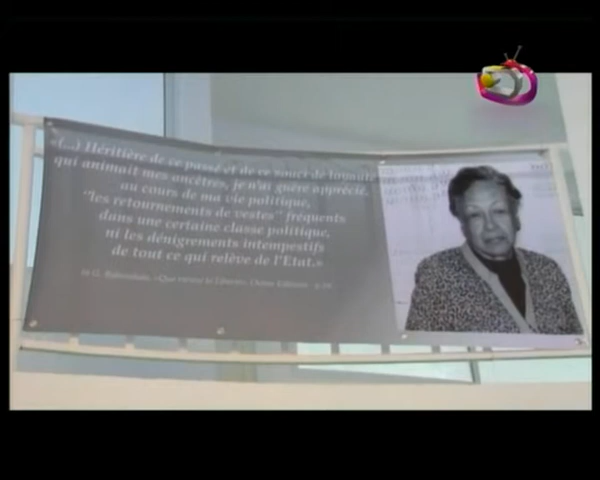 «(...) Héritière de ce passé et de ce souci de loyauté
qui animait mes ancêtres, je n'ai guère apprécié,
au cours de ma vie politique,
"les retournements de vestes" fréquents
dans une certaine classe politique,
ni les dénigrements intempestifs
de tout ce qui relève de l'Etat.»